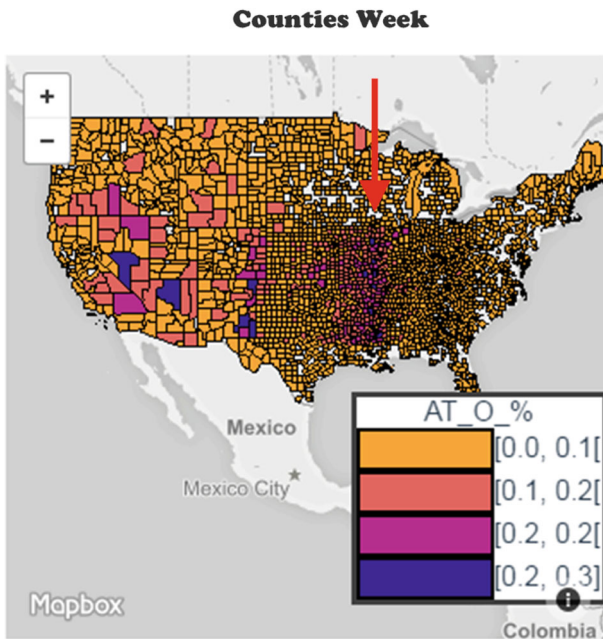 Counties Week
+
−
AT_O_%
[0.0, 0.1[
[0.1, 0.2[
[0.2, 0.2[
[0.2, 0.3]
Mexico
Mexico City
Mapbox
i
Colombia